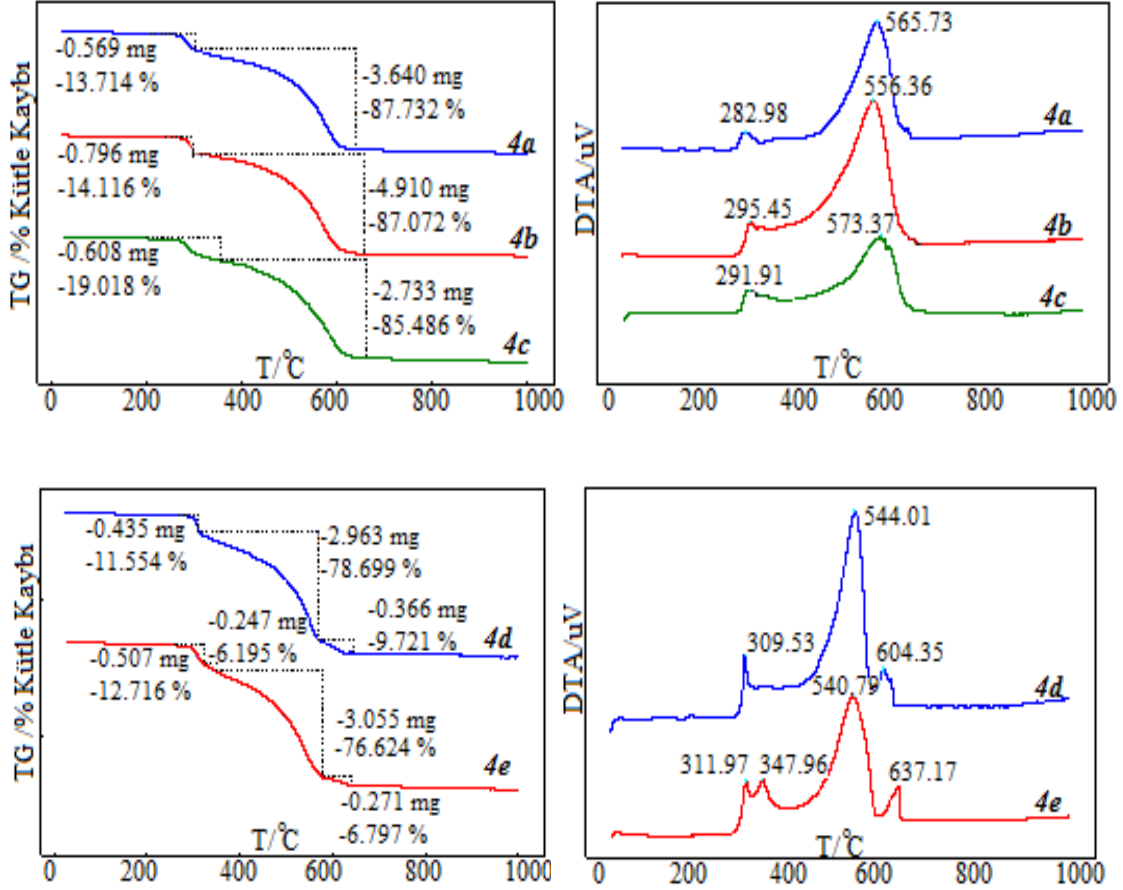 TG /% Kütle Kaybı
-0.569 mg
-13.714 %
-3.640 mg
-87.732 %
4a
-0.796 mg
-14.116 %
-4.910 mg
-87.072 %
4b
-0.608 mg
-19.018 %
-2.733 mg
-85.486 %
4c
T/°C
0 200 400 600 800 1000
DTA/uV
565.73
282.98
4a
556.36
295.45
4b
573.37
291.91
4c
T/°C
0 200 400 600 800 1000
TG /% Kütle Kaybı
-0.435 mg
-11.554 %
-2.963 mg
-78.699 %
-0.366 mg
-9.721 %
4d
-0.247 mg
-6.195 %
-0.507 mg
-12.716 %
-3.055 mg
-76.624 %
4e
-0.271 mg
-6.797 %
T/°C
0 200 400 600 800 1000
DTA/uV
544.01
309.53
604.35
4d
540.79
311.97 347.96
637.17
4e
T/°C
0 200 400 600 800 1000